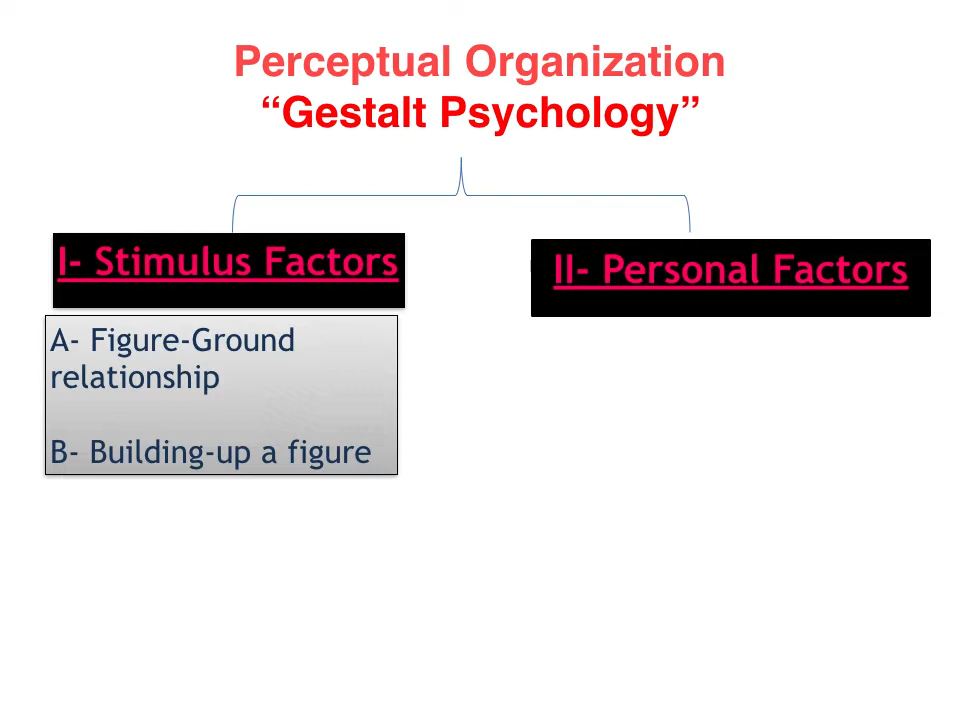 Perceptual Organization
“Gestalt Psychology”
I- Stimulus Factors
II- Personal Factors
A- Figure-Ground
relationship
B- Building-up a figure